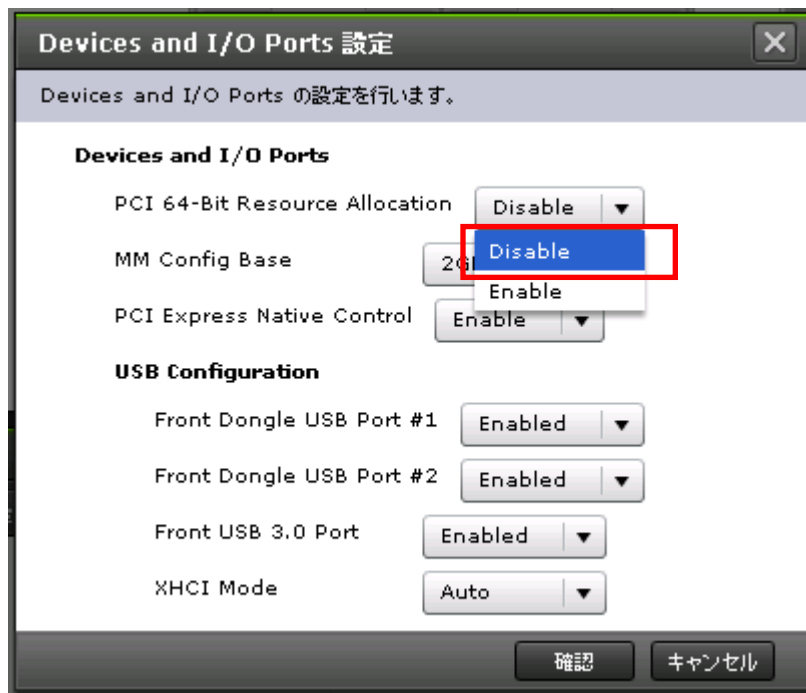 Devices and I/O Ports 設定
Devices and I/O Ports の設定を行います。
Devices and I/O Ports
PCI 64-Bit Resource Allocation Disable
Disable
Enable
MM Config Base
PCI Express Native Control Enable
USB Configuration
Front Dongle USB Port #1 Enabled
Front Dongle USB Port #2 Enabled
Front USB 3.0 Port Enabled
XHCI Mode Auto
確認 キャンセル